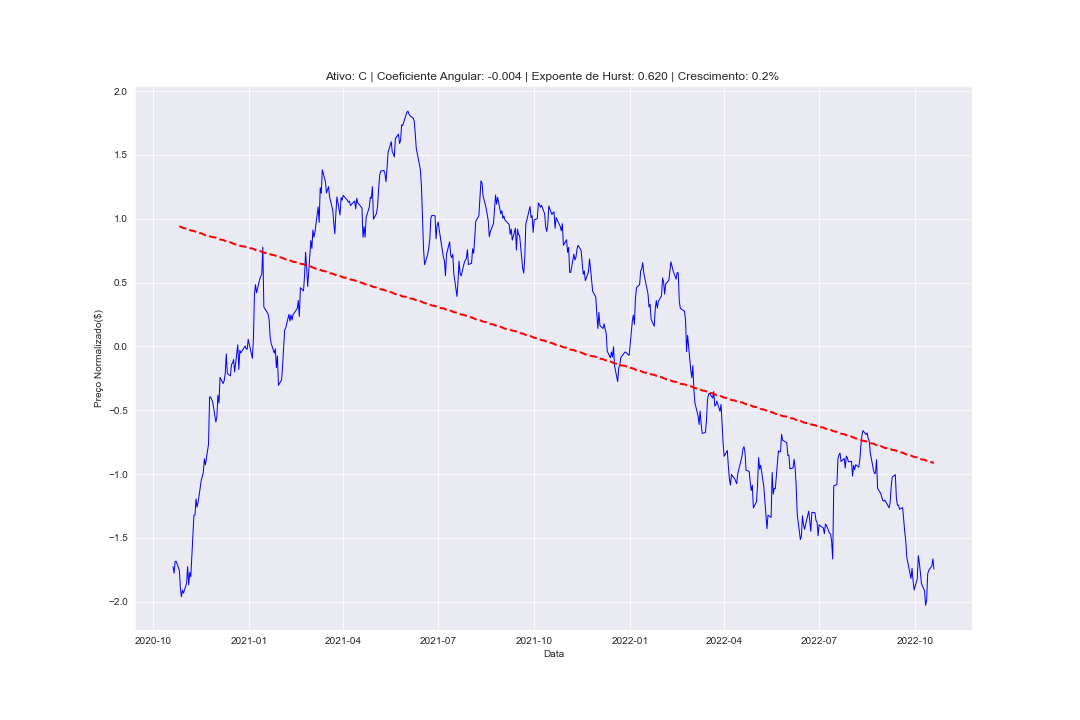 Ativo: C | Coeficiente Angular: -0.004 | Expoente de Hurst: 0.620 | Crescimento: 0.2%
2.0
1.5
1.0
0.5
0.0
−0.5
−1.0
−1.5
−2.0
Preço Normalizado($)
2020-10 2021-01 2021-04 2021-07 2021-10 2022-01 2022-04 2022-07 2022-10
Data